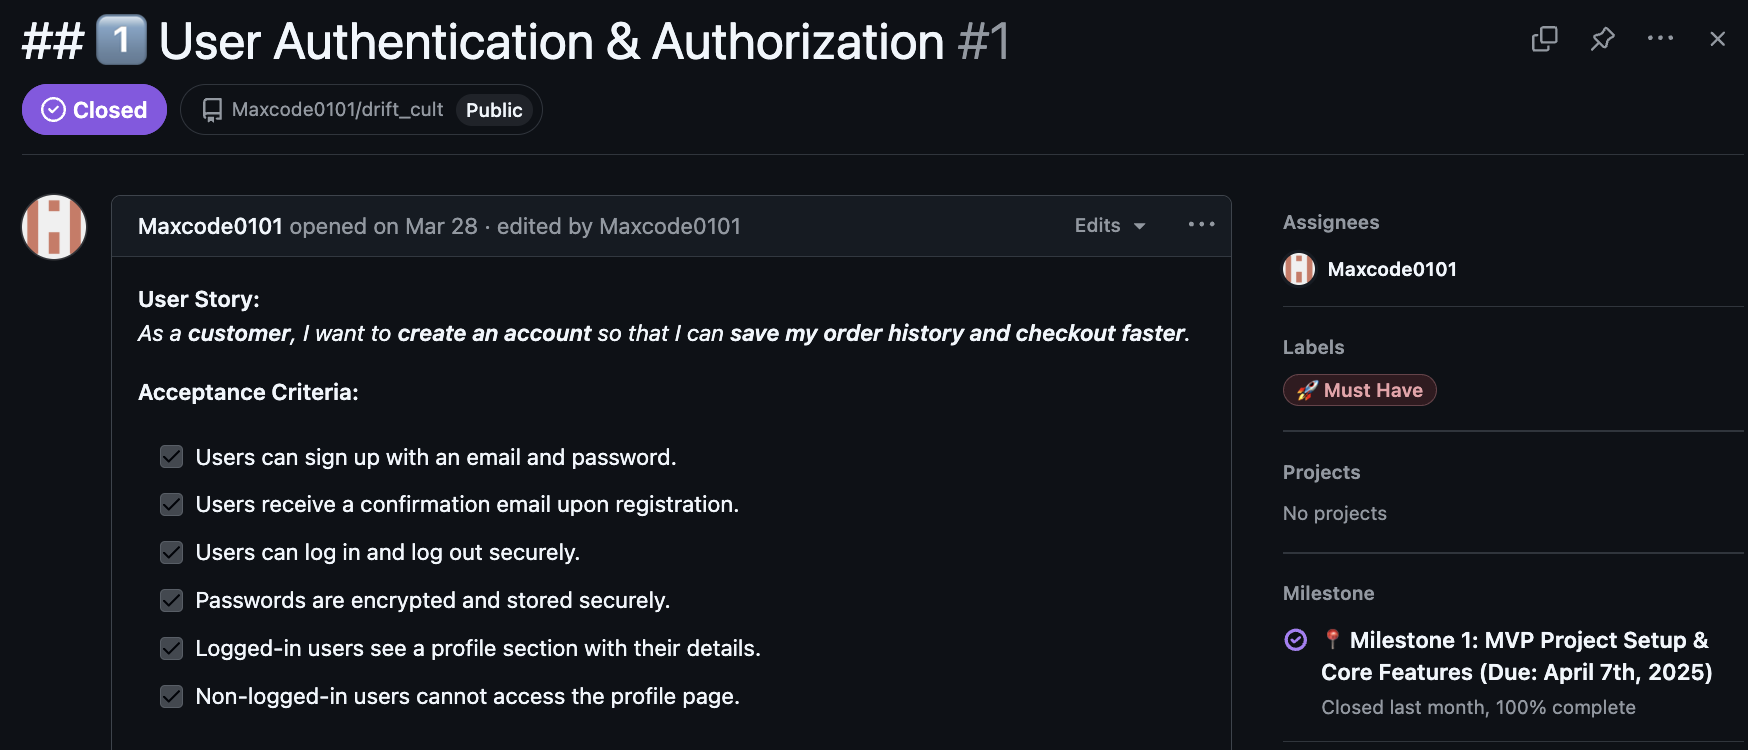 ## 1️⃣ User Authentication & Authorization #1
Closed
Maxcode0101/drift_cult Public
Maxcode0101 opened on Mar 28 · edited by Maxcode0101
Edits
User Story:
As a customer, I want to create an account so that I can save my order history and checkout faster.
Acceptance Criteria:
Users can sign up with an email and password.
Users receive a confirmation email upon registration.
Users can log in and log out securely.
Passwords are encrypted and stored securely.
Logged-in users see a profile section with their details.
Non-logged-in users cannot access the profile page.
Assignees
Maxcode0101
Labels
🚀 Must Have
Projects
No projects
Milestone
📍 Milestone 1: MVP Project Setup &
Core Features (Due: April 7th, 2025)
Closed last month, 100% complete